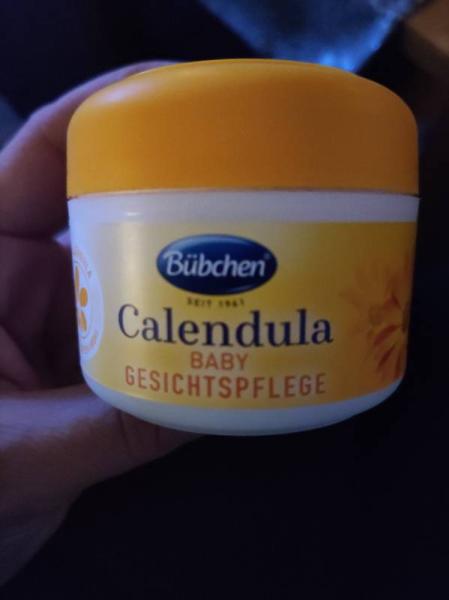 Bübchen
SEIT 1961
Calendula
BABY
GESICHTSPFLEGE